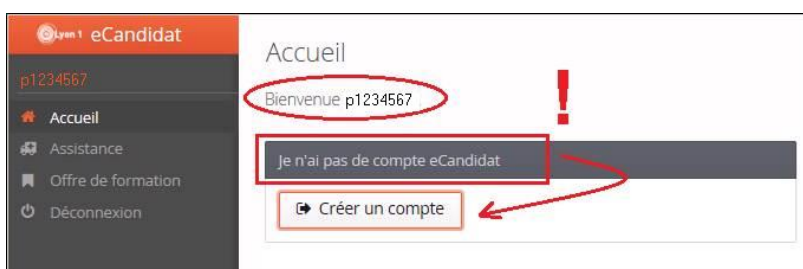 Lyon 1 eCandidat
p1234567
Accueil
Assistance
Offre de formation
Déconnexion
Accueil
Bienvenue p1234567
!
Je n'ai pas de compte eCandidat
Créer un compte